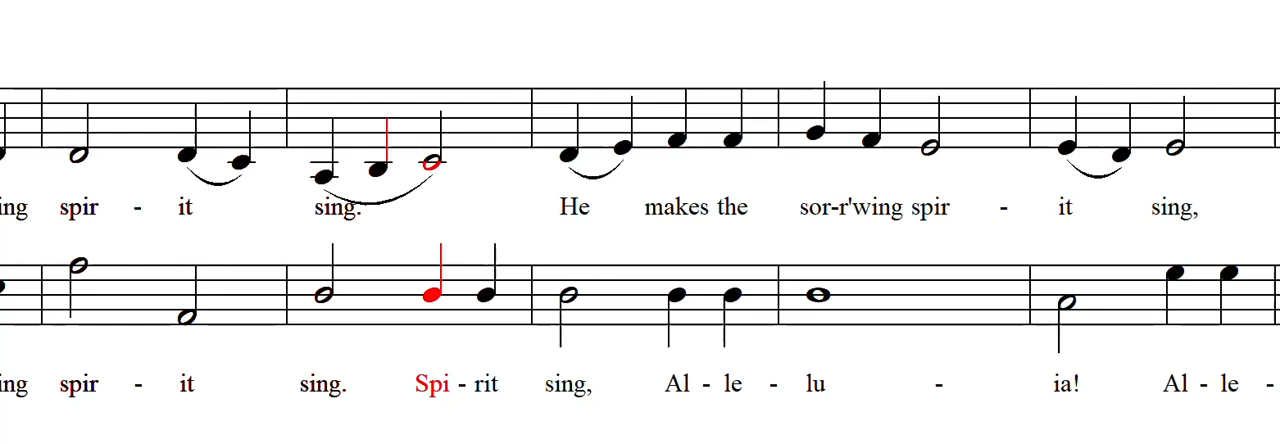 ing spir - it sing. He makes the sor-r'wing spir - it sing,
ing spir - it sing. Spi - rit sing, Al - le - lu - ia! Al - le -